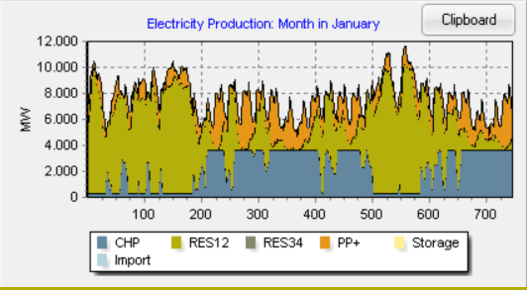 Electricity Production: Month in January
Clipboard
12.000
10.000
8.000
6.000
4.000
2.000
0
MW
100 200 300 400 500 600 700
CHP RES12 RES34 PP+ Storage
Import